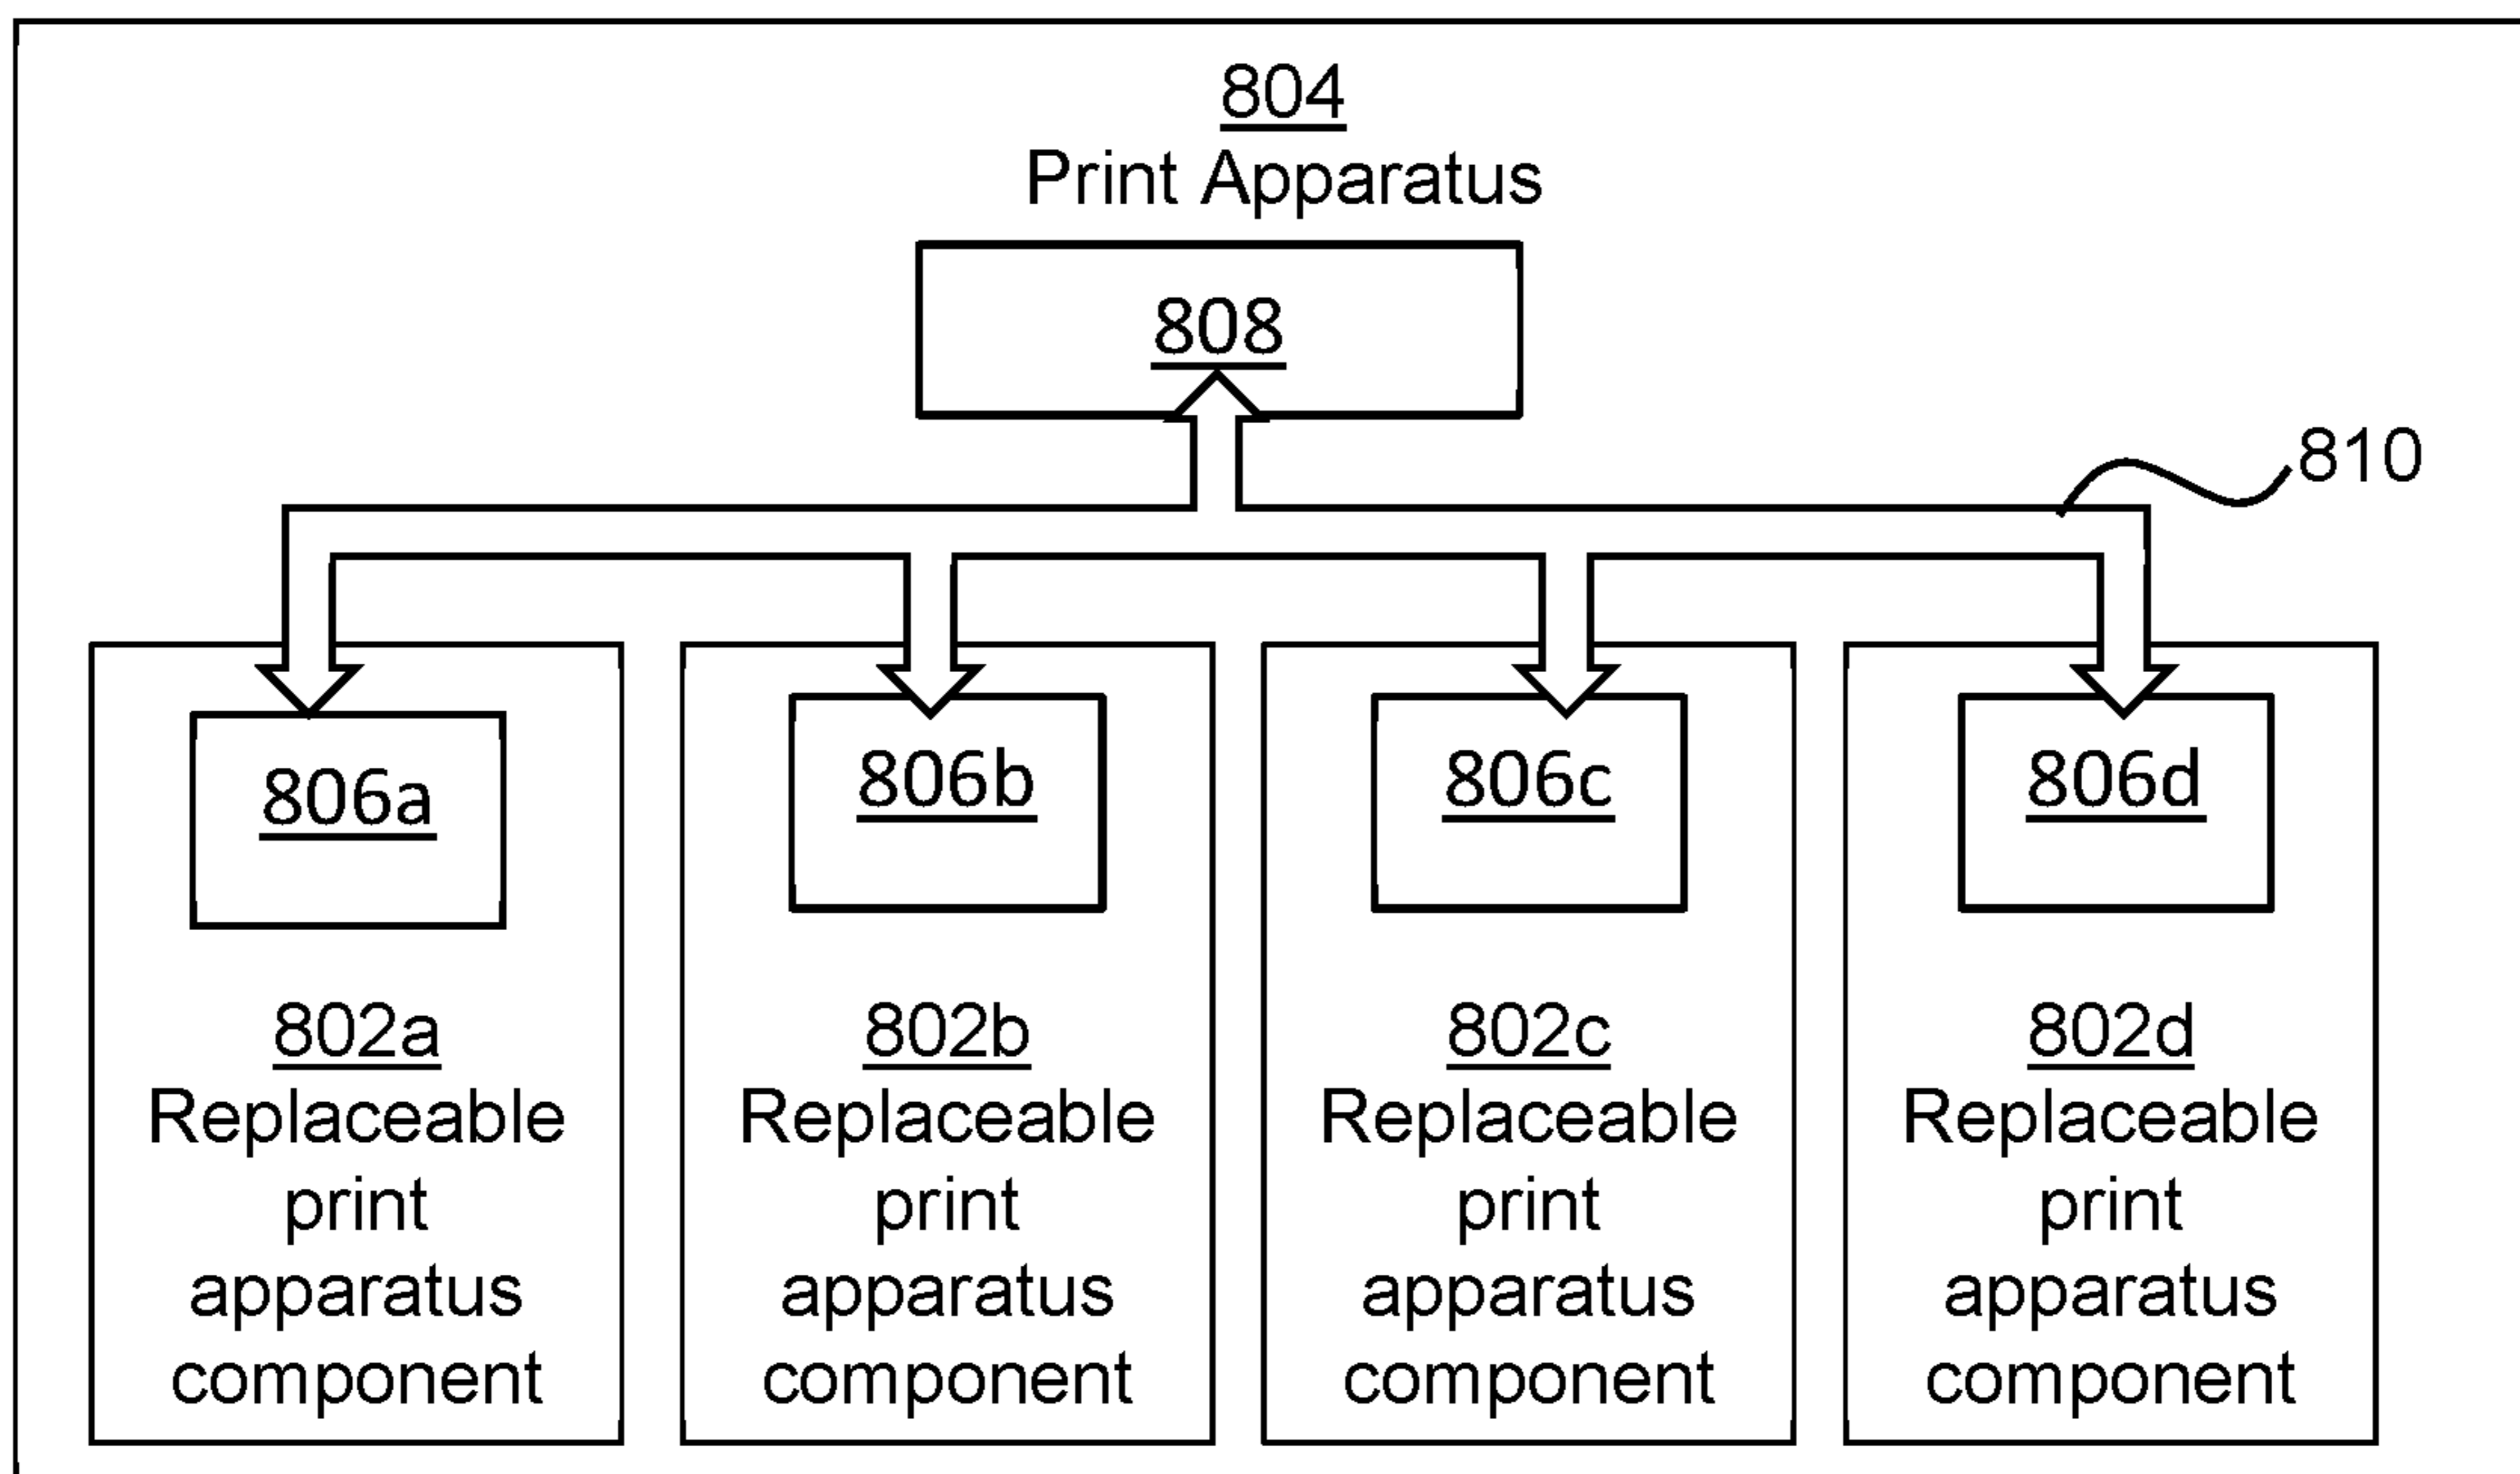 804
Print Apparatus
808
810
806a
806b
806c
806d
802a
Replaceable
print
apparatus
component
802b
Replaceable
print
apparatus
component
802c
Replaceable
print
apparatus
component
802d
Replaceable
print
apparatus
component